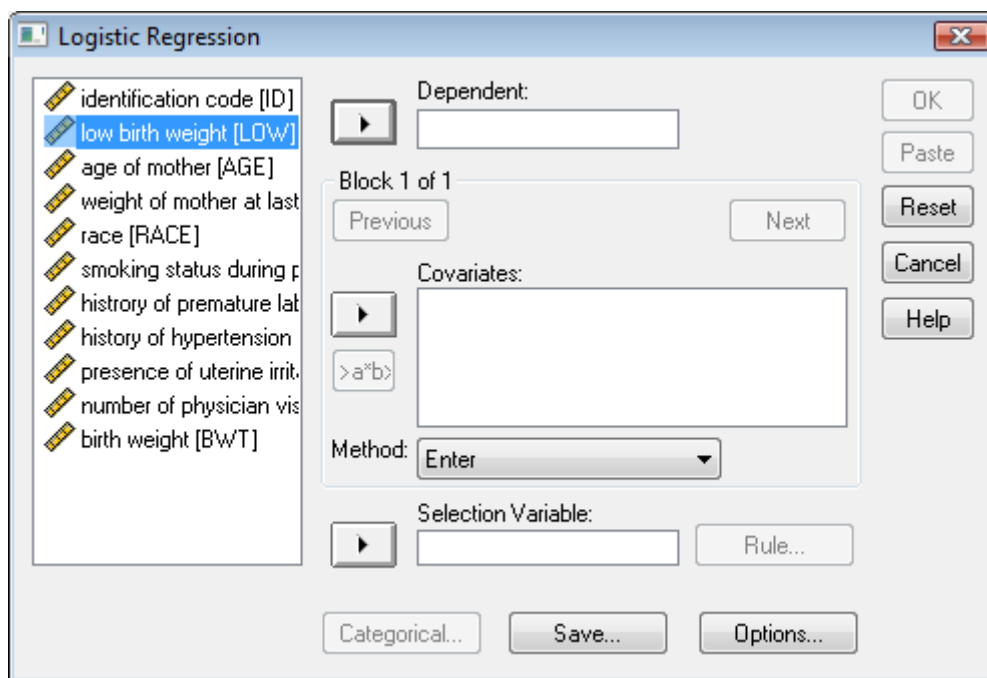 Logistic Regression
identification code [ID]
low birth weight [LOW]
age of mother [AGE]
weight of mother at last
race [RACE]
smoking status during p
histrory of premature lab
history of hypertension
presence of uterine irrit
number of physician vis
birth weight [BWT]
Dependent:
Block 1 of 1
Previous
Next
Covariates:
>a*b>
Method:
Enter
Selection Variable:
Rule...
Categorical...
Save...
Options...
OK
Paste
Reset
Cancel
Help